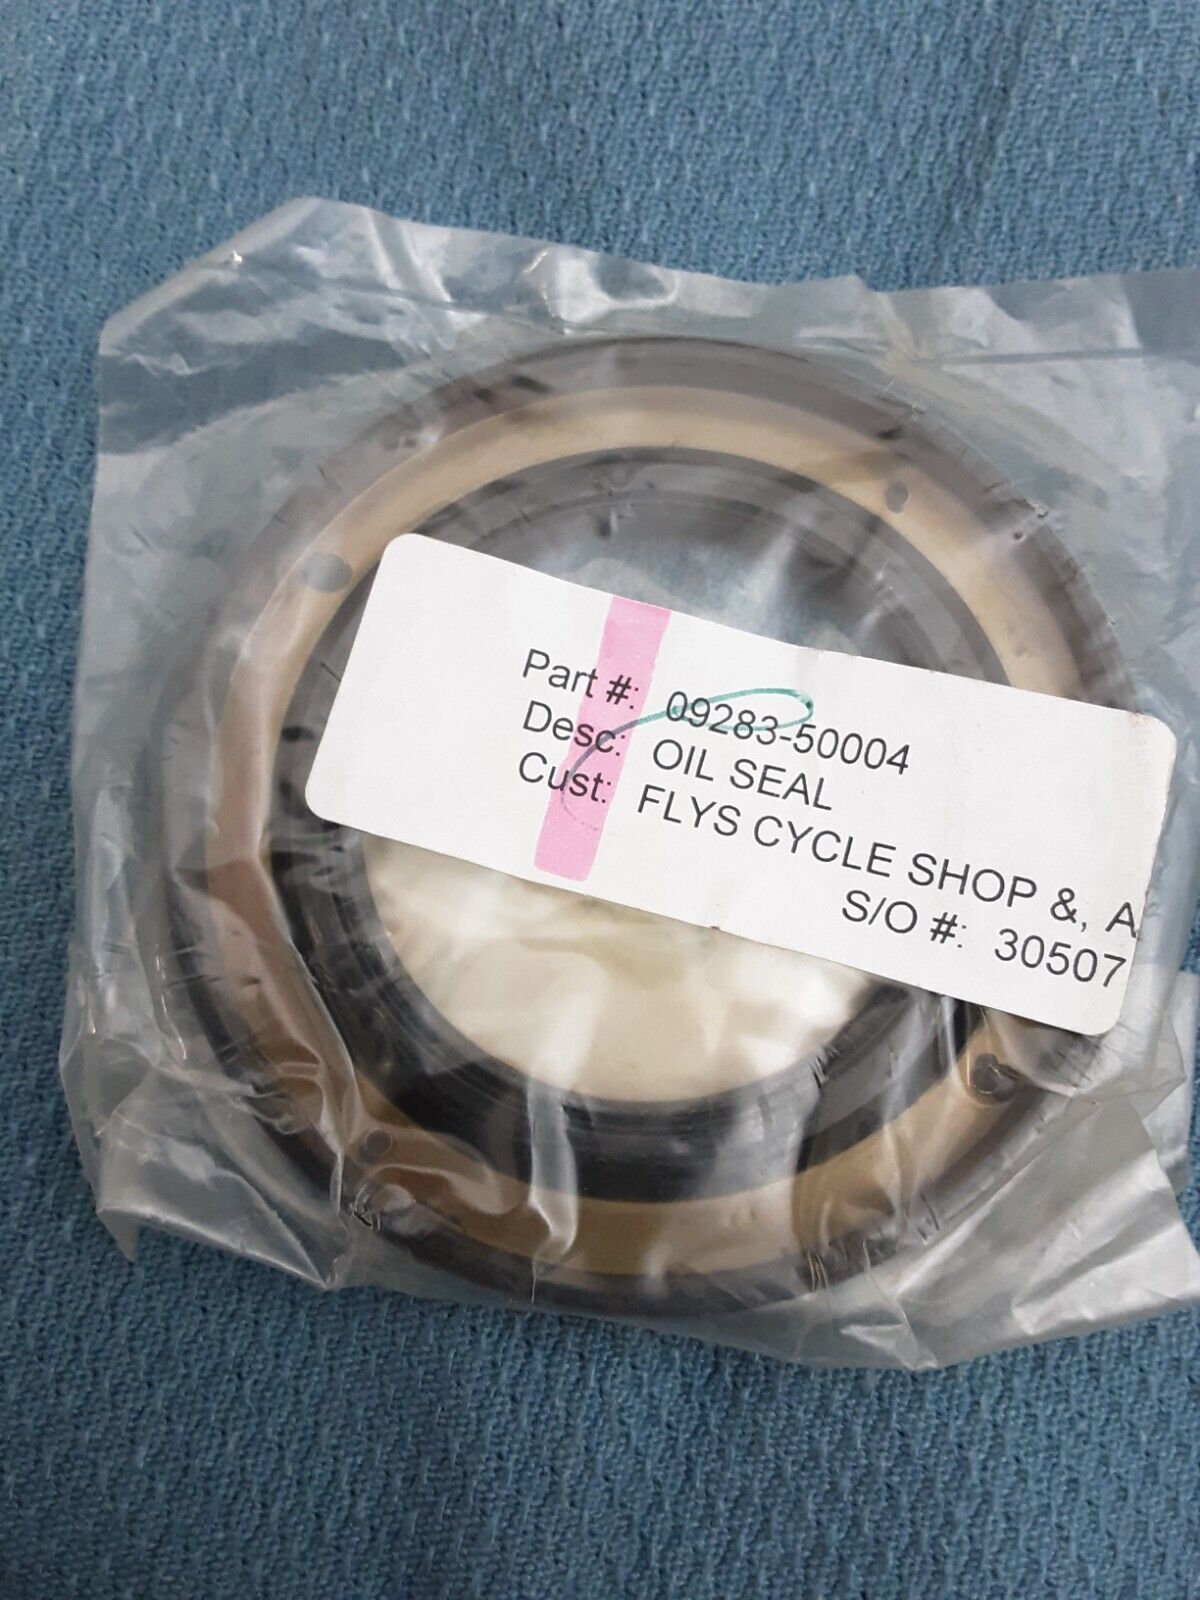 Part #: 09283-50004
Desc: OIL SEAL
Cust: FLYS CYCLE SHOP &, A
S/O #: 30507